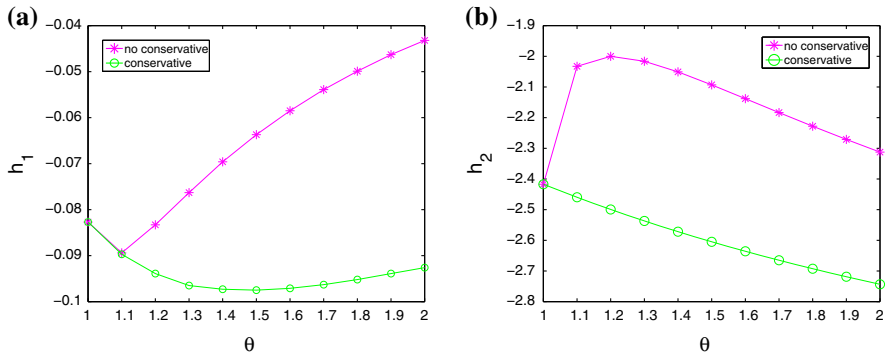 (a)
−0.04
−0.05
−0.06
−0.07
−0.08
−0.09
−0.1
h1
no conservative
conservative
1 1.1 1.2 1.3 1.4 1.5 1.6 1.7 1.8 1.9 2
θ
(b)
−1.9
−2
−2.1
−2.2
−2.3
−2.4
−2.5
−2.6
−2.7
−2.8
h2
no conservative
conservative
1 1.1 1.2 1.3 1.4 1.5 1.6 1.7 1.8 1.9 2
θ